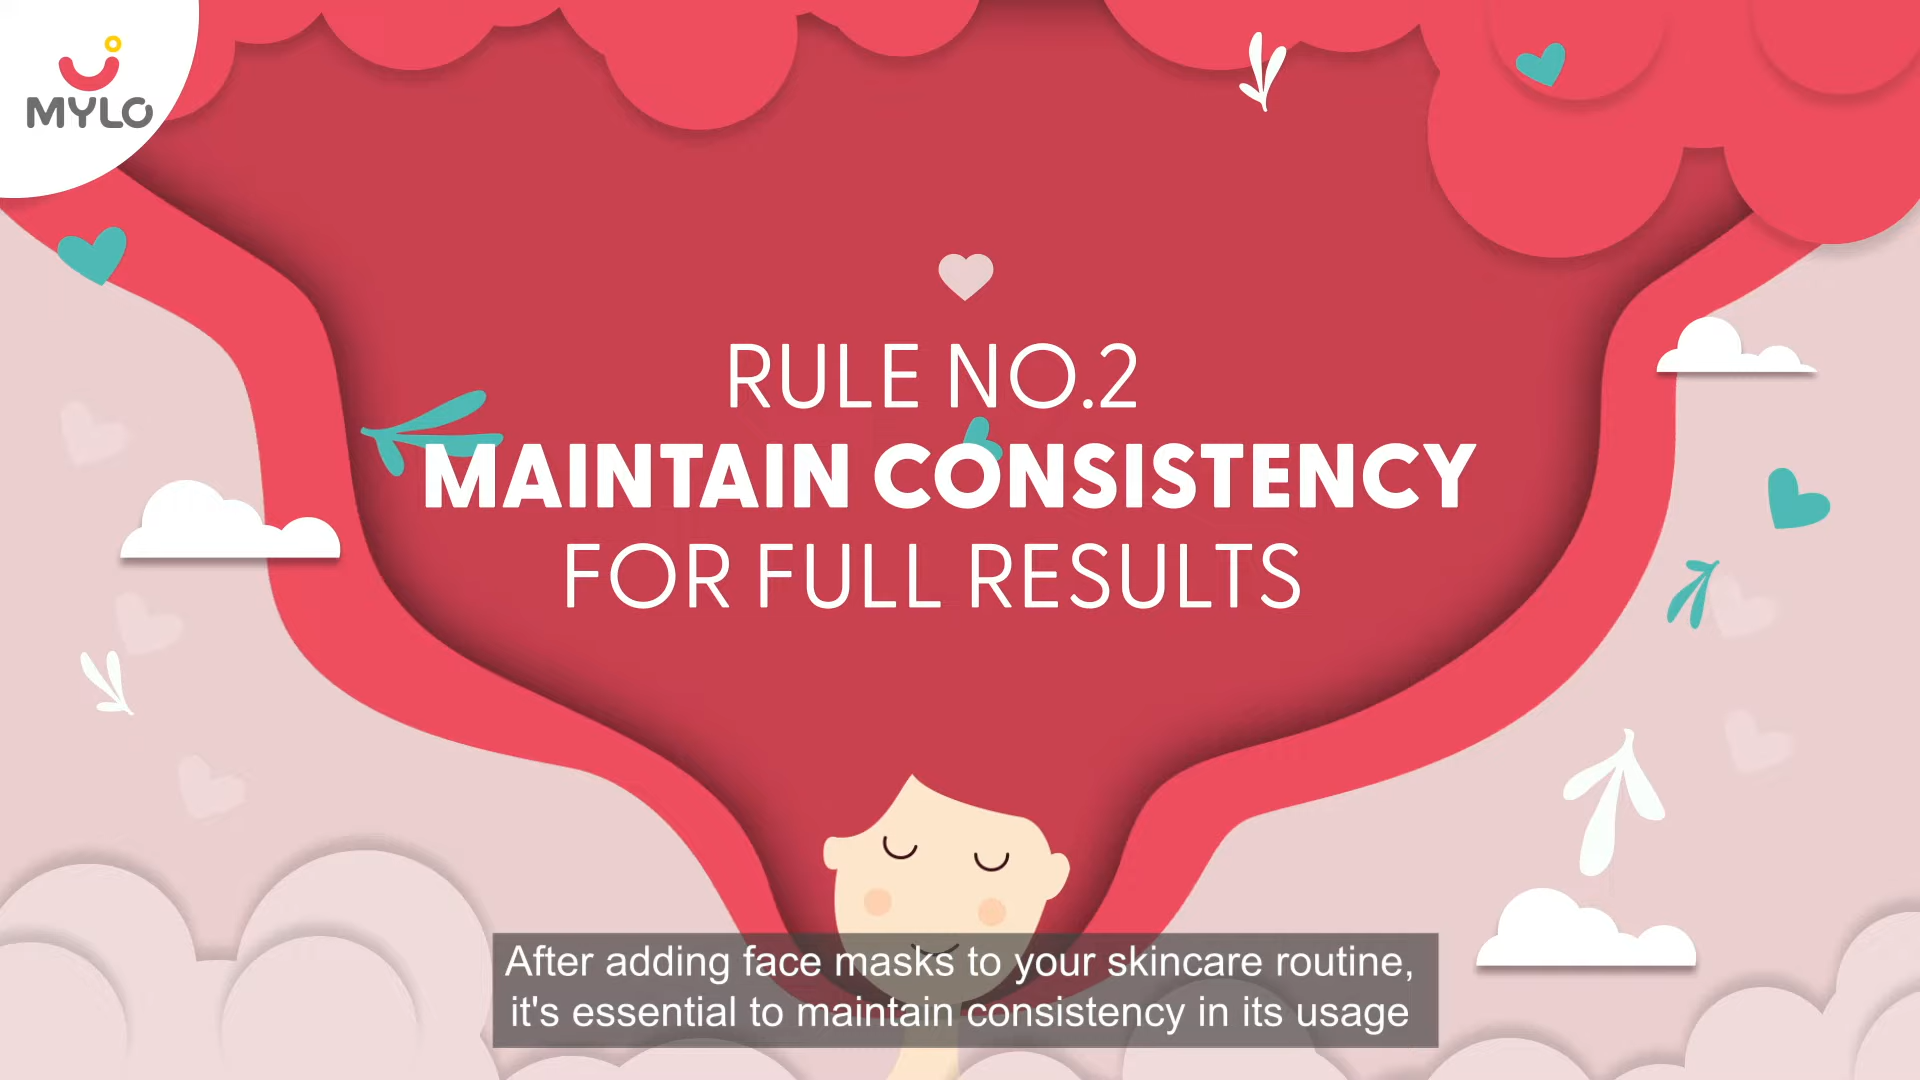 MYLO
RULE NO.2
MAINTAIN CONSISTENCY
FOR FULL RESULTS
After adding face masks to your skincare routine,
it's essential to maintain consistency in its usage